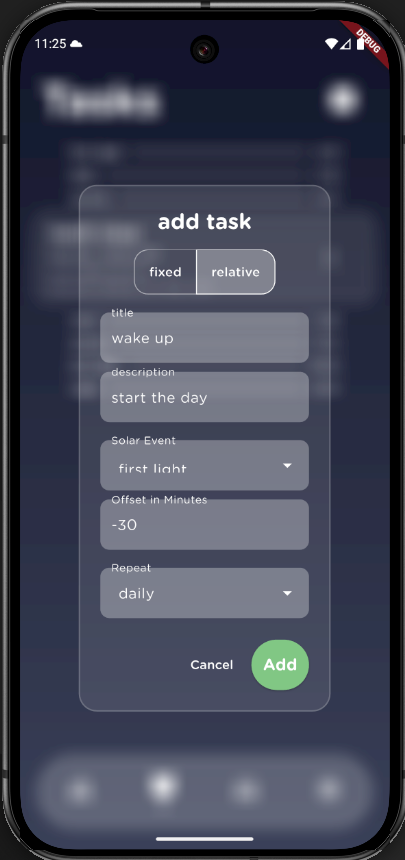 11:25
DEBUG
Tasks
add task
fixed relative
title
wake up
description
start the day
Solar Event
first light
Offset in Minutes
-30
Repeat
daily
Cancel Add